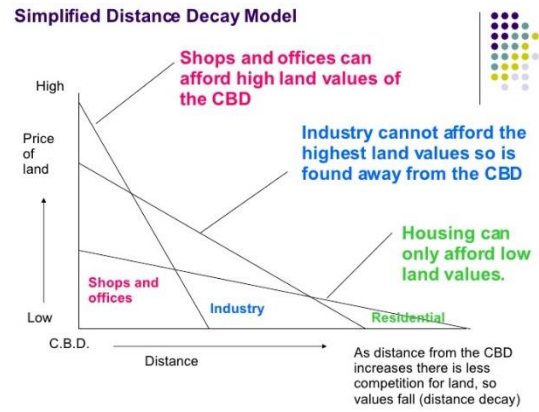 Simplified Distance Decay Model
Shops and offices can
afford high land values of
the CBD
High
Price
of
land
Industry cannot afford the
highest land values so is
found away from the CBD
Housing can
only afford low
land values.
Shops and
offices
Industry
Residential
Low
C.B.D.
Distance
As distance from the CBD
increases there is less
competition for land, so
values fall (distance decay)